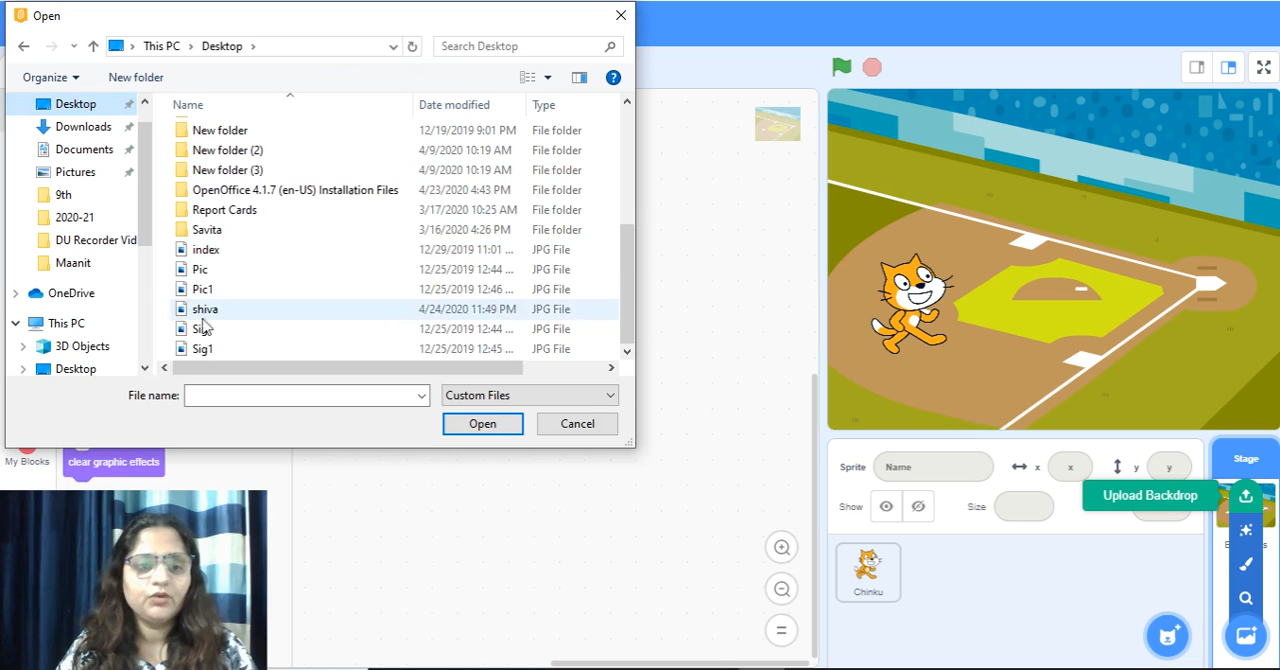 Open
This PC
Desktop
Search Desktop
Organize
New folder
Name
Date modified
Type
Desktop
Downloads
Documents
Pictures
9th
2020-21
DU Recorder Vid
Maanit
OneDrive
This PC
3D Objects
Desktop
New folder 12/19/2019 9:01 PM File folder
New folder (2) 4/9/2020 10:19 AM File folder
New folder (3) 4/9/2020 10:19 AM File folder
OpenOffice 4.1.7 (en-US) Installation Files 4/23/2020 4:43 PM File folder
Report Cards 3/17/2020 10:25 AM File folder
Savita 3/16/2020 4:26 PM File folder
index 12/29/2019 11:01 ... JPG File
Pic 12/25/2019 12:44 ... JPG File
Pic1 12/25/2019 12:46 ... JPG File
shiva 4/24/2020 11:49 PM JPG File
12/25/2019 12:44 ... JPG File
Sig1 12/25/2019 12:45 ... JPG File
File name:
Custom Files
Open
Cancel
My Blocks
clear graphic effects
Sprite
Name
x
x
y
y
Show
Size
Stage
Upload Backdrop
Chinku